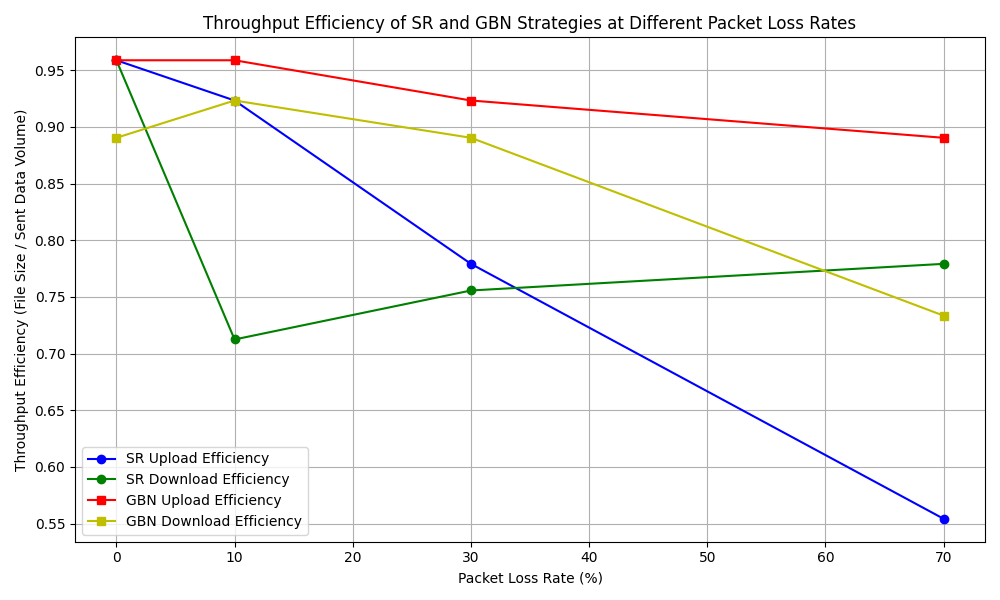 Throughput Efficiency of SR and GBN Strategies at Different Packet Loss Rates
Throughput Efficiency (File Size / Sent Data Volume)
0.95
0.90
0.85
0.80
0.75
0.70
0.65
0.60
0.55
SR Upload Efficiency
SR Download Efficiency
GBN Upload Efficiency
GBN Download Efficiency
0 10 20 30 40 50 60 70
Packet Loss Rate (%)